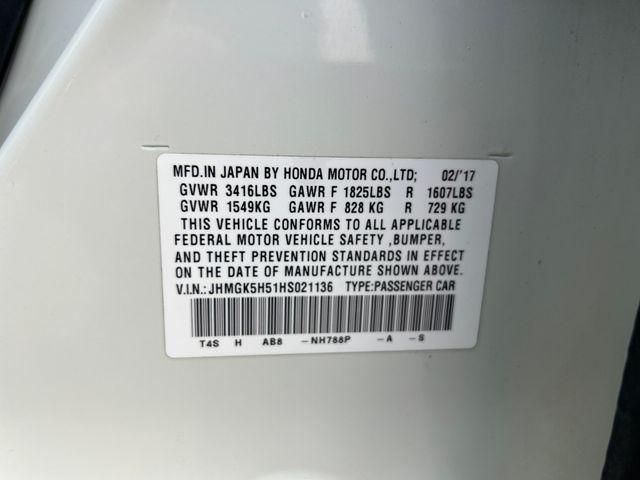 MFD.IN JAPAN BY HONDA MOTOR CO.,LTD; 02/'17
GVWR 3416LBS GAWR F 1825LBS R 1607LBS
GVWR 1549KG GAWR F 828 KG R 729 KG
THIS VEHICLE CONFORMS TO ALL APPLICABLE
FEDERAL MOTOR VEHICLE SAFETY ,BUMPER,
AND THEFT PREVENTION STANDARDS IN EFFECT
ON THE DATE OF MANUFACTURE SHOWN ABOVE.
V.I.N.:JHMGK5H51HS021136 TYPE:PASSENGER CAR
T4S H AB8 -NH788P -A -S